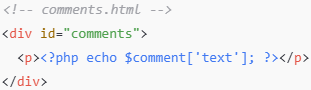 <!-- comments.html -->
<div id="comments">
  <p><?php echo $comment['text']; ?></p>
</div>